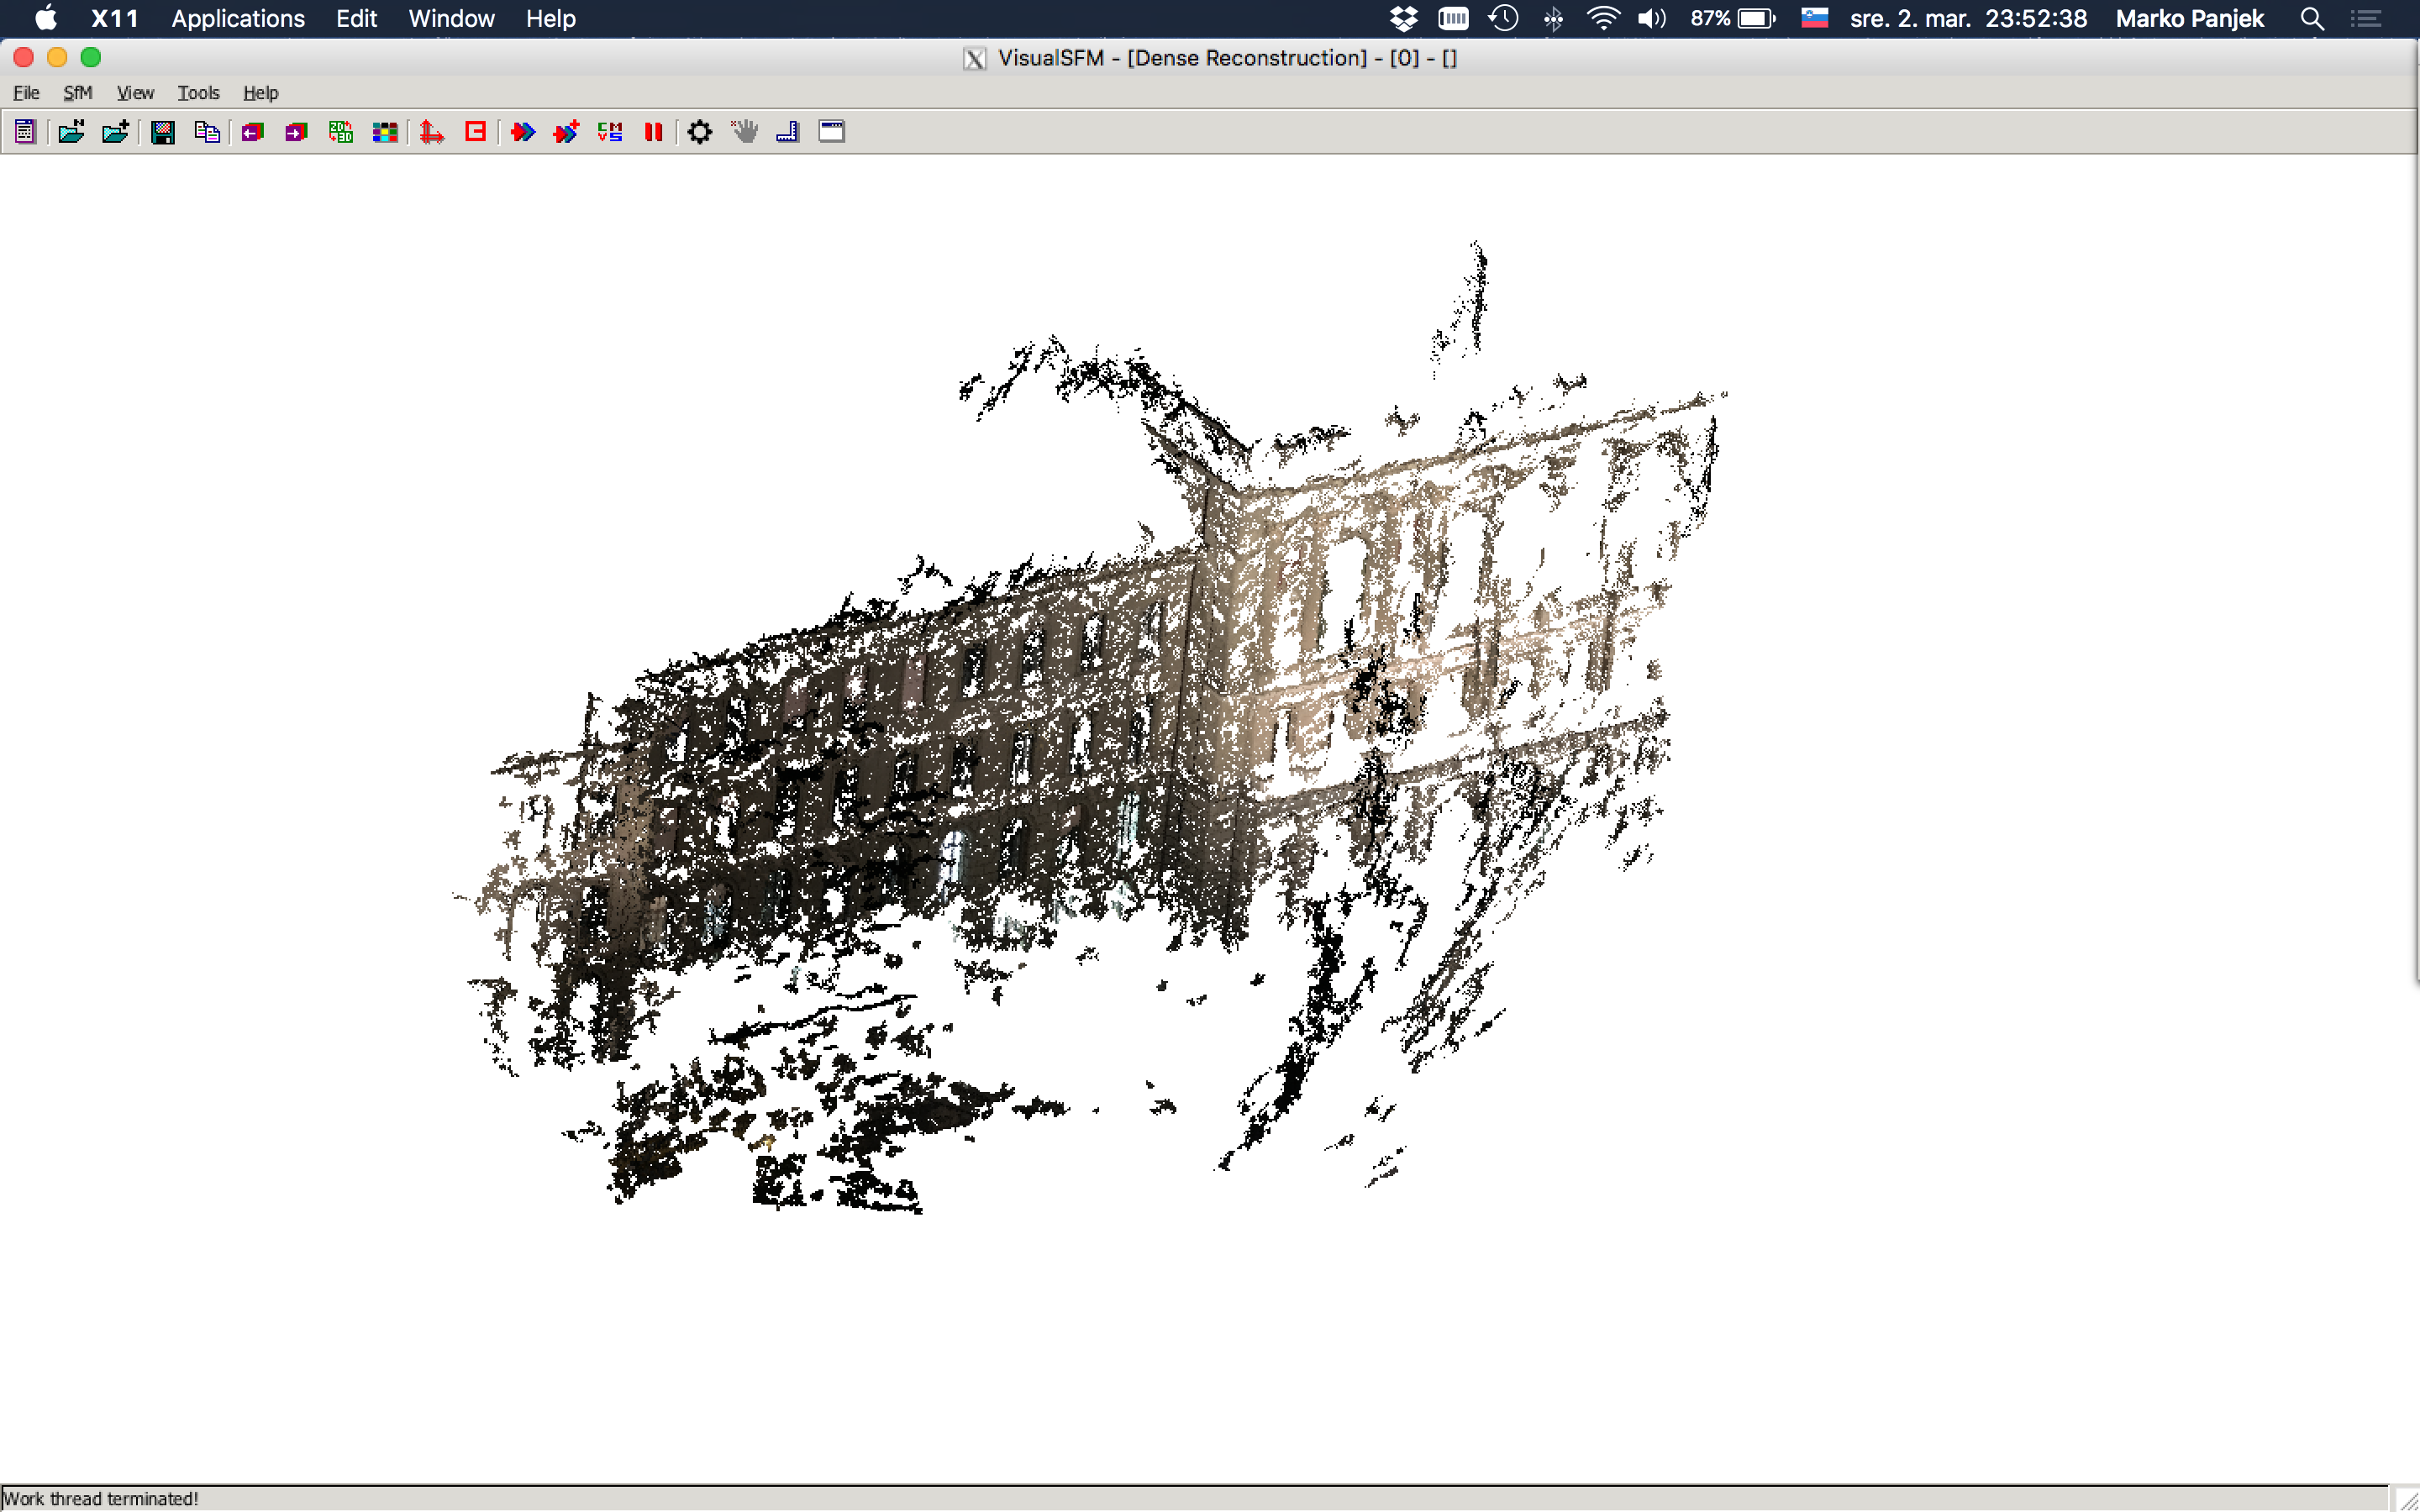 X11 Applications Edit Window Help 87% sre. 2. mar. 23:52:38 Marko Panjek
VisualSFM - [Dense Reconstruction] - [0] - []
File SfM View Tools Help
Work thread terminated!